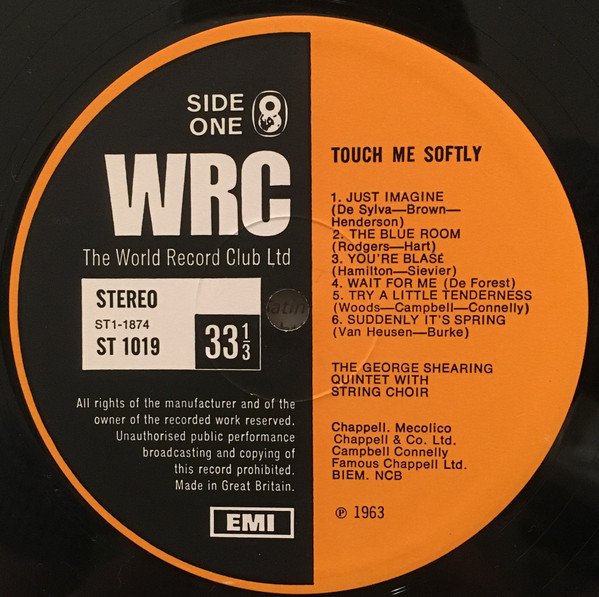 SIDE
ONE
WRC
The World Record Club Ltd
STEREO
ST1-1874
ST 1019
33 1/3
All rights of the manufacturer and of the
owner of the recorded work reserved.
Unauthorised public performance
broadcasting and copying of
this record prohibited.
Made in Great Britain.
EMI
TOUCH ME SOFTLY
1. JUST IMAGINE
(De Sylva—Brown—
Henderson)
2. THE BLUE ROOM
(Rodgers—Hart)
3. YOU'RE BLASÉ
(Hamilton—Sievier)
4. WAIT FOR ME (De Forest)
5. TRY A LITTLE TENDERNESS
(Woods—Campbell—Connelly)
6. SUDDENLY IT'S SPRING
(Van Heusen—Burke)
THE GEORGE SHEARING
QUINTET WITH
STRING CHOIR
Chappell. Mecolico
Chappell & Co. Ltd.
Campbell Connelly
Famous Chappell Ltd.
BIEM. NCB
℗ 1963